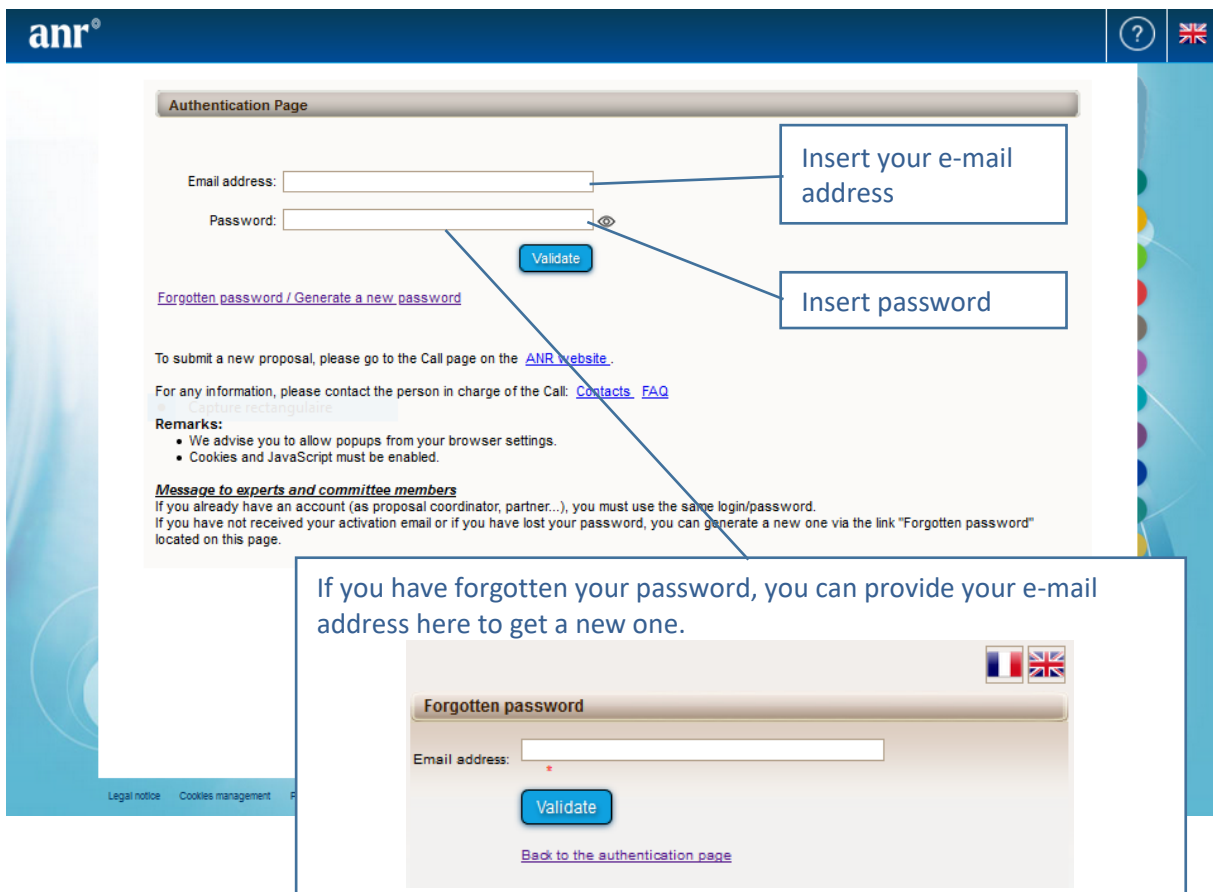 anr®
?
Authentication Page
Email address:
Insert your e-mail
address
Password:
Validate
Insert password
Forgotten password / Generate a new password
To submit a new proposal, please go to the Call page on the ANR website .
For any information, please contact the person in charge of the Call: Contacts FAQ
Capture rectangulaire
Remarks:
• We advise you to allow popups from your browser settings.
• Cookies and JavaScript must be enabled.
Message to experts and committee members
If you already have an account (as proposal coordinator, partner...), you must use the same login/password.
If you have not received your activation email or if you have lost your password, you can generate a new one via the link "Forgotten password"
located on this page.
If you have forgotten your password, you can provide your e-mail
address here to get a new one.
Forgotten password
Email address:
*
Validate
Back to the authentication page
Legal notice Cookies management